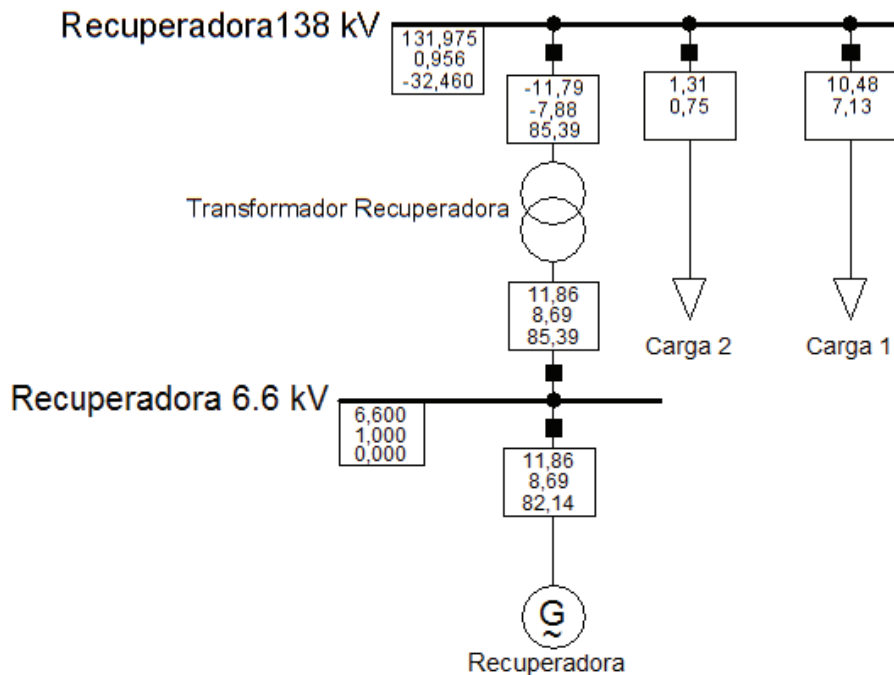 Recuperadora138 kV
131,975
0,956
-32,460
-11,79
-7,88
85,39
1,31
0,75
10,48
7,13
Transformador Recuperadora
11,86
8,69
85,39
Carga 2
Carga 1
Recuperadora 6.6 kV
6,600
1,000
0,000
11,86
8,69
82,14
G
~
Recuperadora